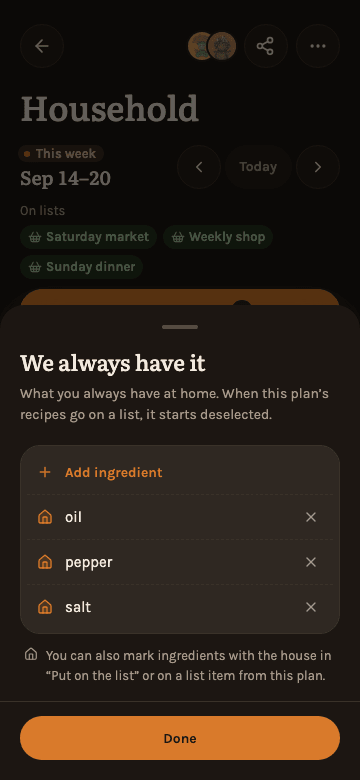 Household
This week
Sep 14–20
Today
On lists
Saturday market
Weekly shop
Sunday dinner
We always have it
What you always have at home. When this plan’s
recipes go on a list, it starts deselected.
Add ingredient
oil
pepper
salt
You can also mark ingredients with the house in
“Put on the list” or on a list item from this plan.
Done